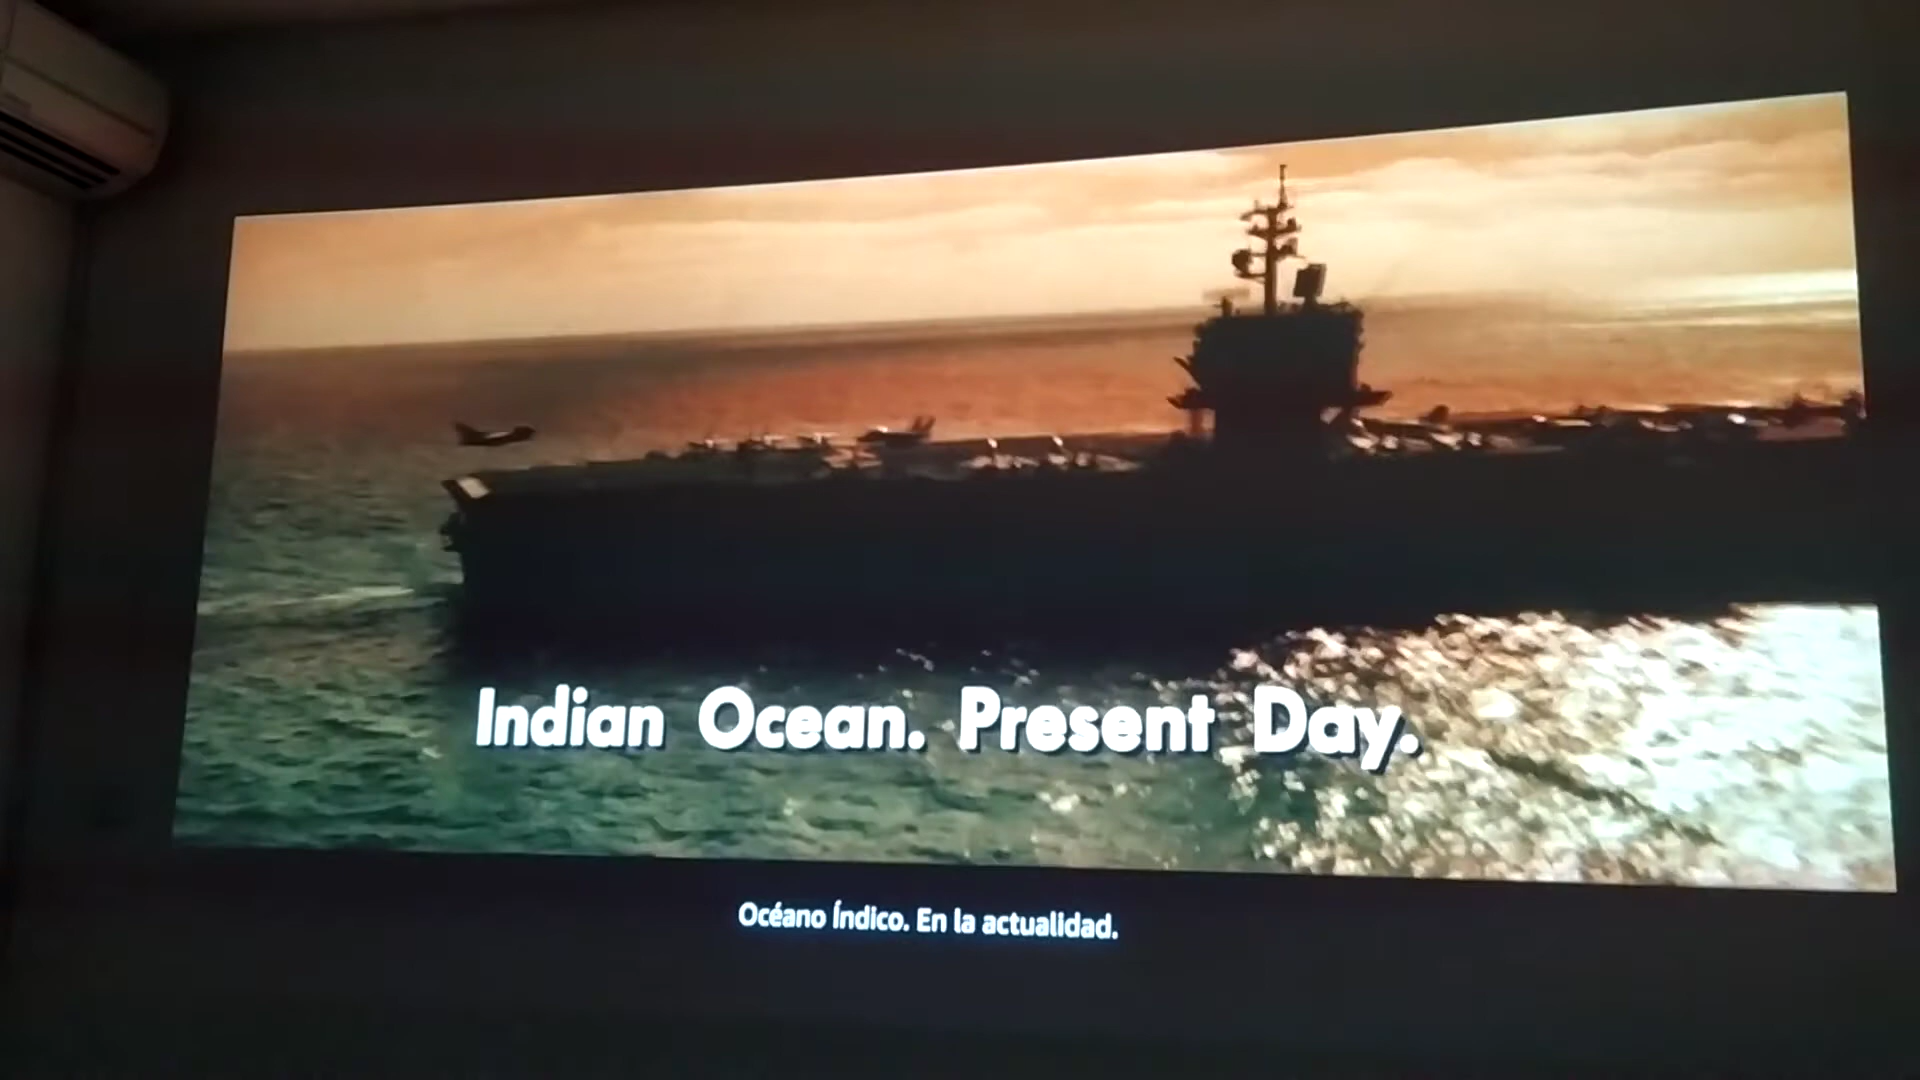 Indian Ocean. Present Day.
Océano Índico. En la actualidad.